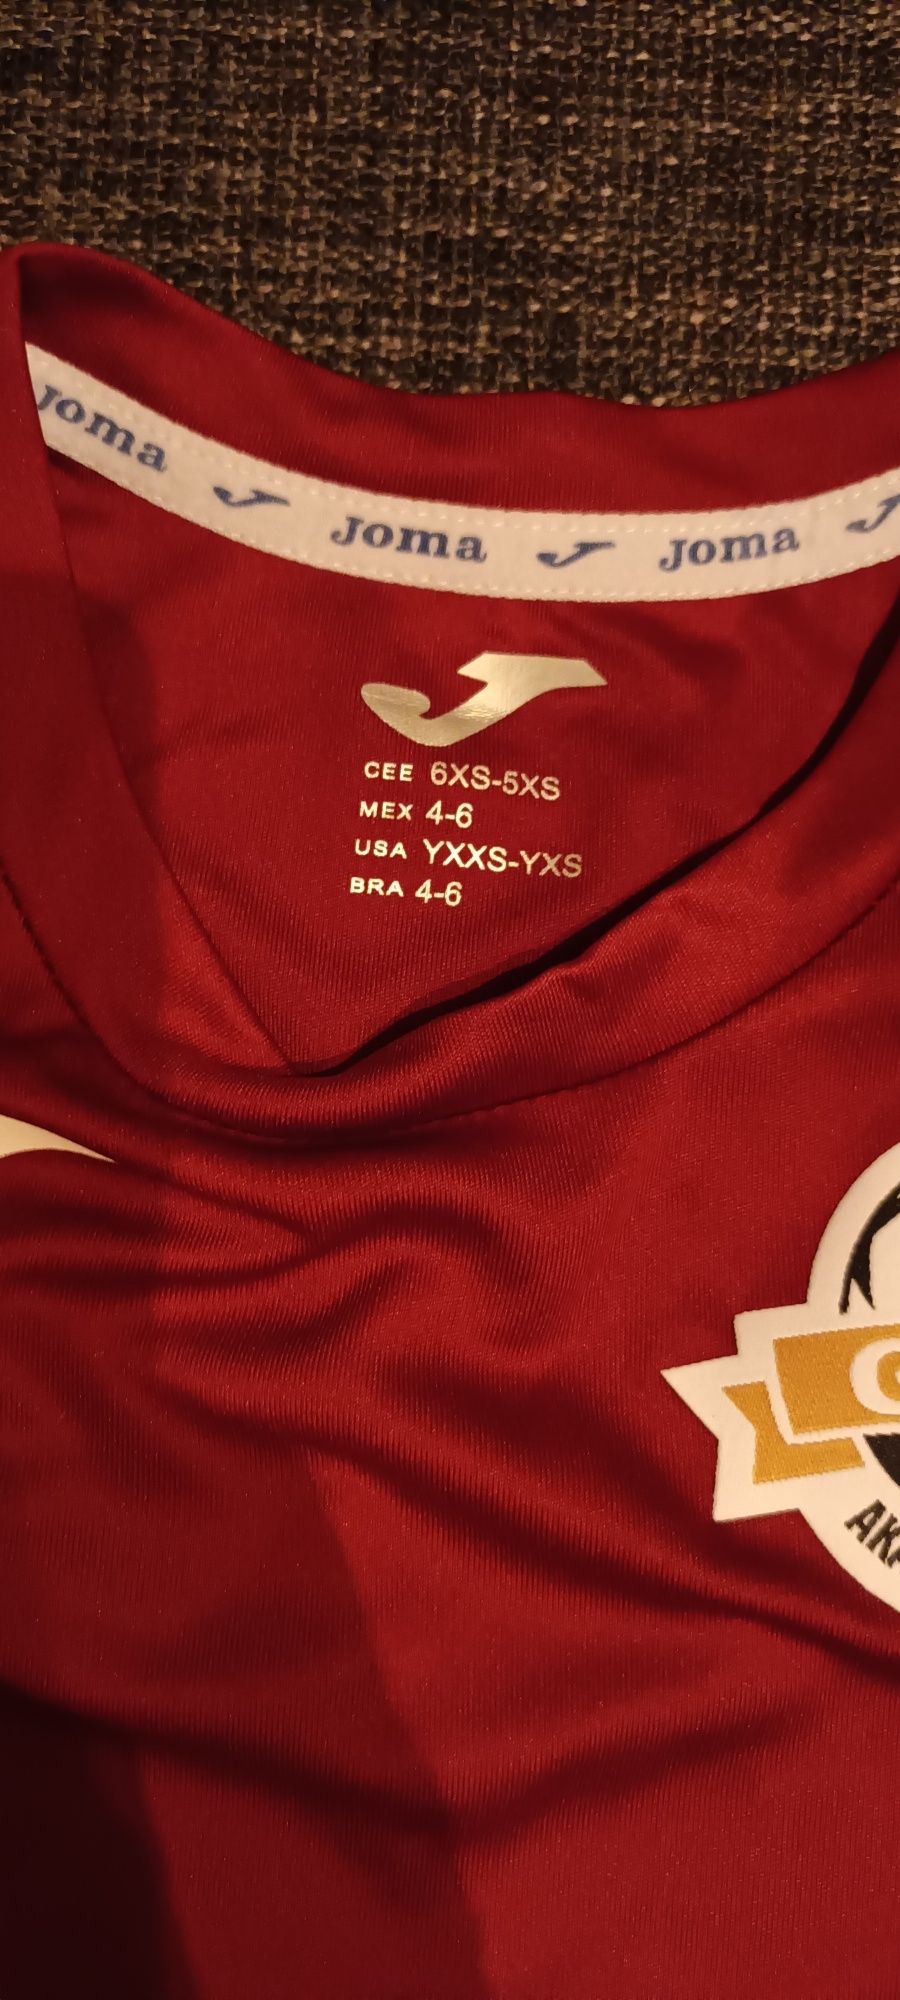 Joma Joma Joma
CEE 6XS-5XS
MEX 4-6
USA YXXS-YXS
BRA 4-6